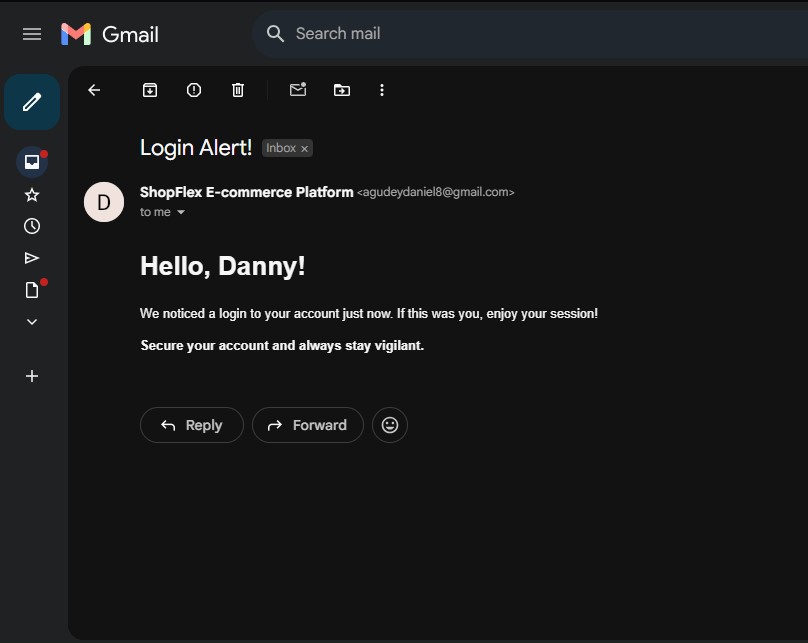 Gmail
Search mail
Login Alert! Inbox ×
ShopFlex E-commerce Platform <agudeydaniel8@gmail.com>
to me
D
Hello, Danny!
We noticed a login to your account just now. If this was you, enjoy your session!
Secure your account and always stay vigilant.
Reply
Forward